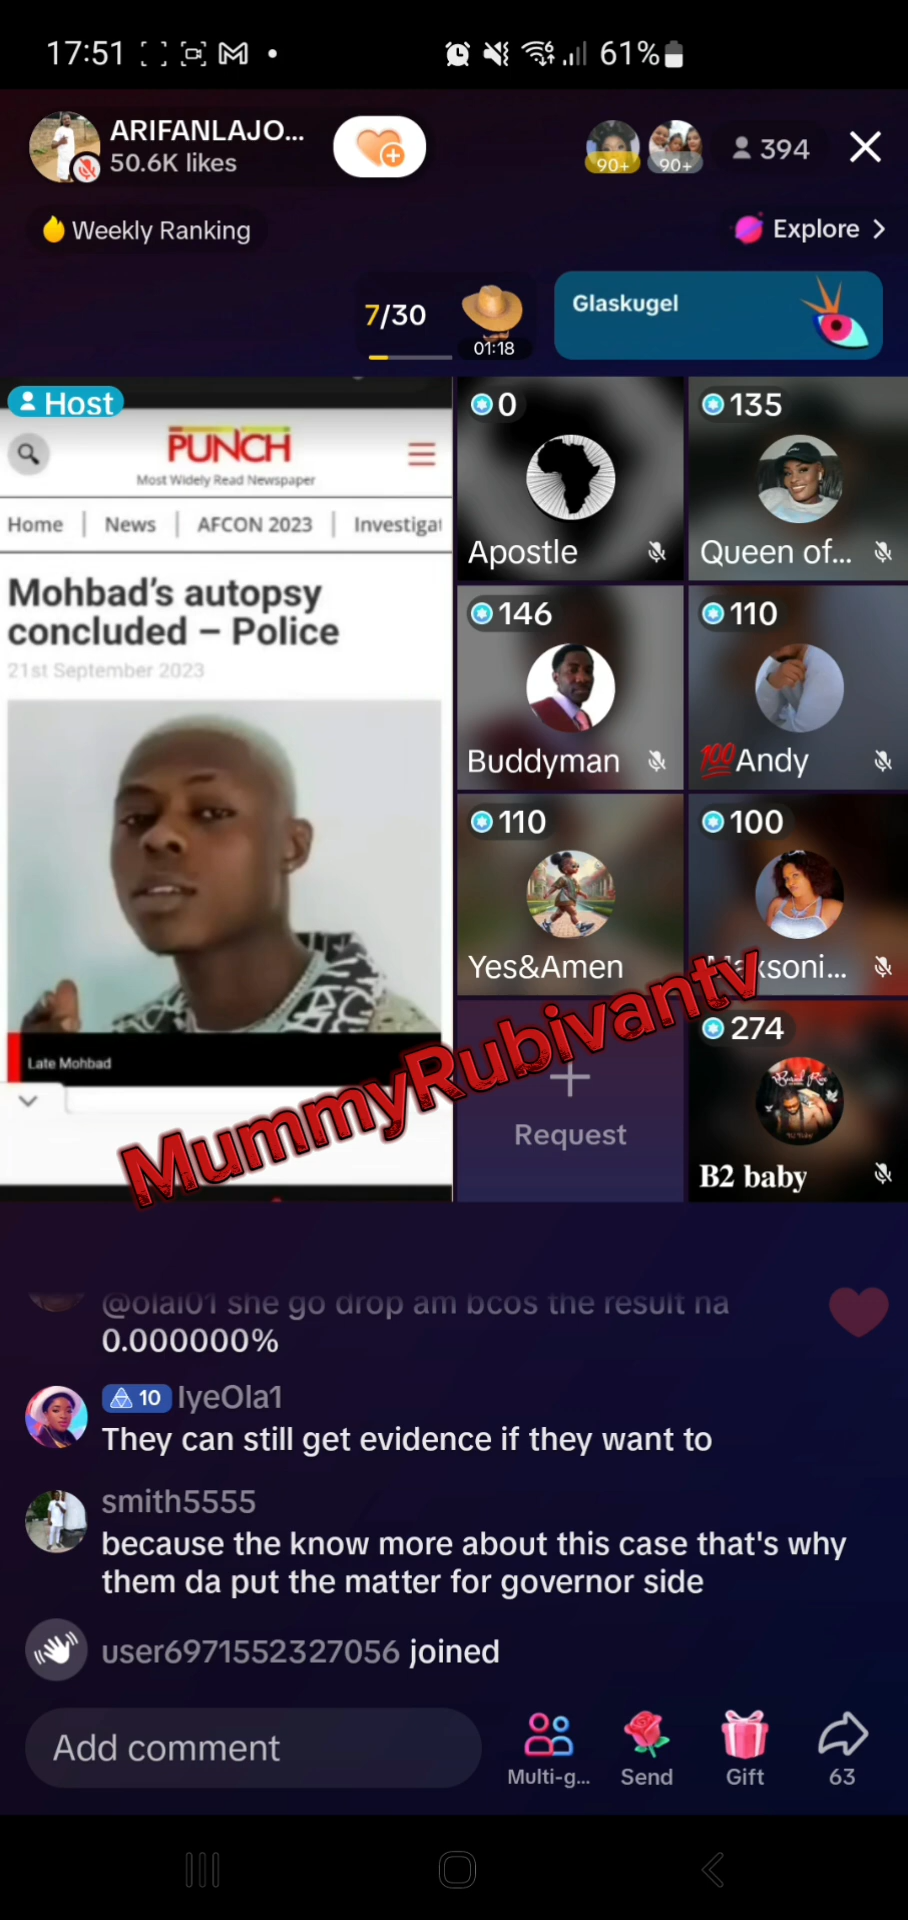 17:51
61%
ARIFANLAJO...
50.6K likes
90+
90+
394
Weekly Ranking
Explore
7/30
01:18
Glaskugel
Host
PUNCH
Most Widely Read Newspaper
Home | News | AFCON 2023 | Investigat
Mohbad's autopsy
concluded – Police
21st September 2023
Late Mohbad
0
Apostle
135
Queen of...
146
Buddyman
110
💯Andy
110
Yes&Amen
100
ksoni...
MummyRubivantv
Request
274
B2 baby
@olai01 she go drop am bcos the result na
0.000000%
10 IyeOla1
They can still get evidence if they want to
smith5555
because the know more about this case that's why
them da put the matter for governor side
user6971552327056 joined
Add comment
Multi-g...
Send
Gift
63